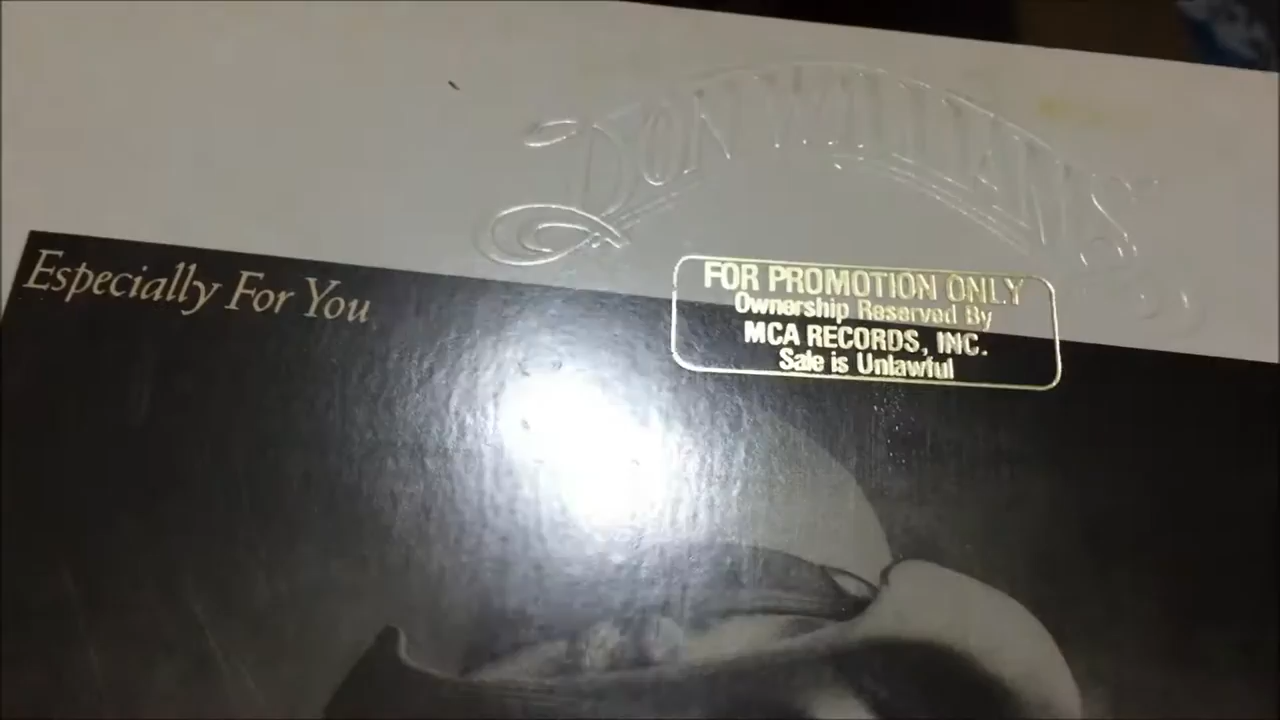 DON WILLIAMS
Especially For You
FOR PROMOTION ONLY
Ownership Reserved By
MCA RECORDS, INC.
Sale is Unlawful